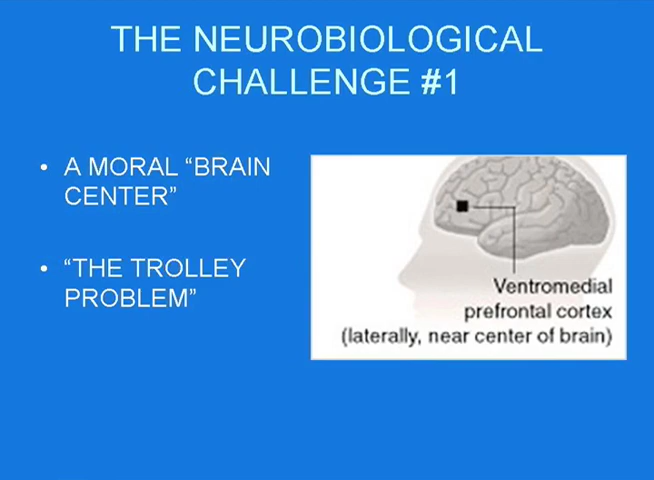 THE NEUROBIOLOGICAL
CHALLENGE #1
• A MORAL “BRAIN
CENTER”
• “THE TROLLEY
PROBLEM”
Ventromedial
prefrontal cortex
(laterally, near center of brain)